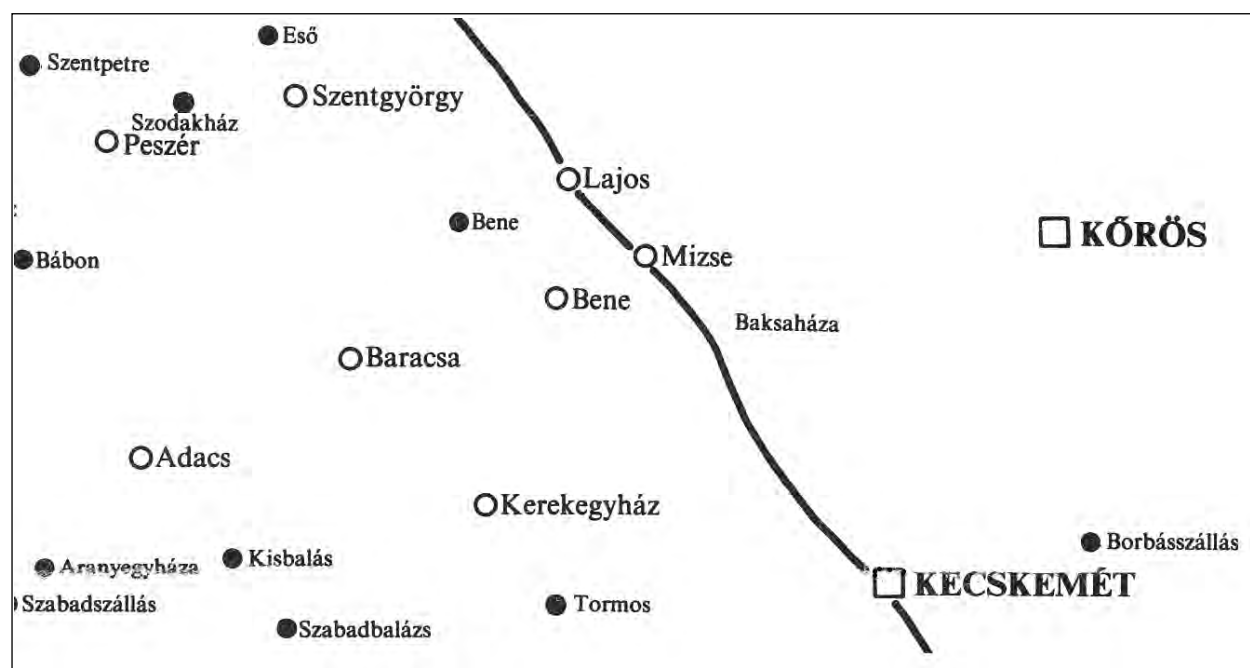 Eső
Szentpetre
Szentgyörgy
Szodakház
Peszér
Lajos
Bene
KŐRÖS
Mizse
Bábon
Bene
Baksaháza
Baracsa
Adacs
Kerekegyház
Borbásszállás
Kisbalás
Aranyegyháza
KECSKEMÉT
Szabadszállás
Tormos
Szabadbalázs